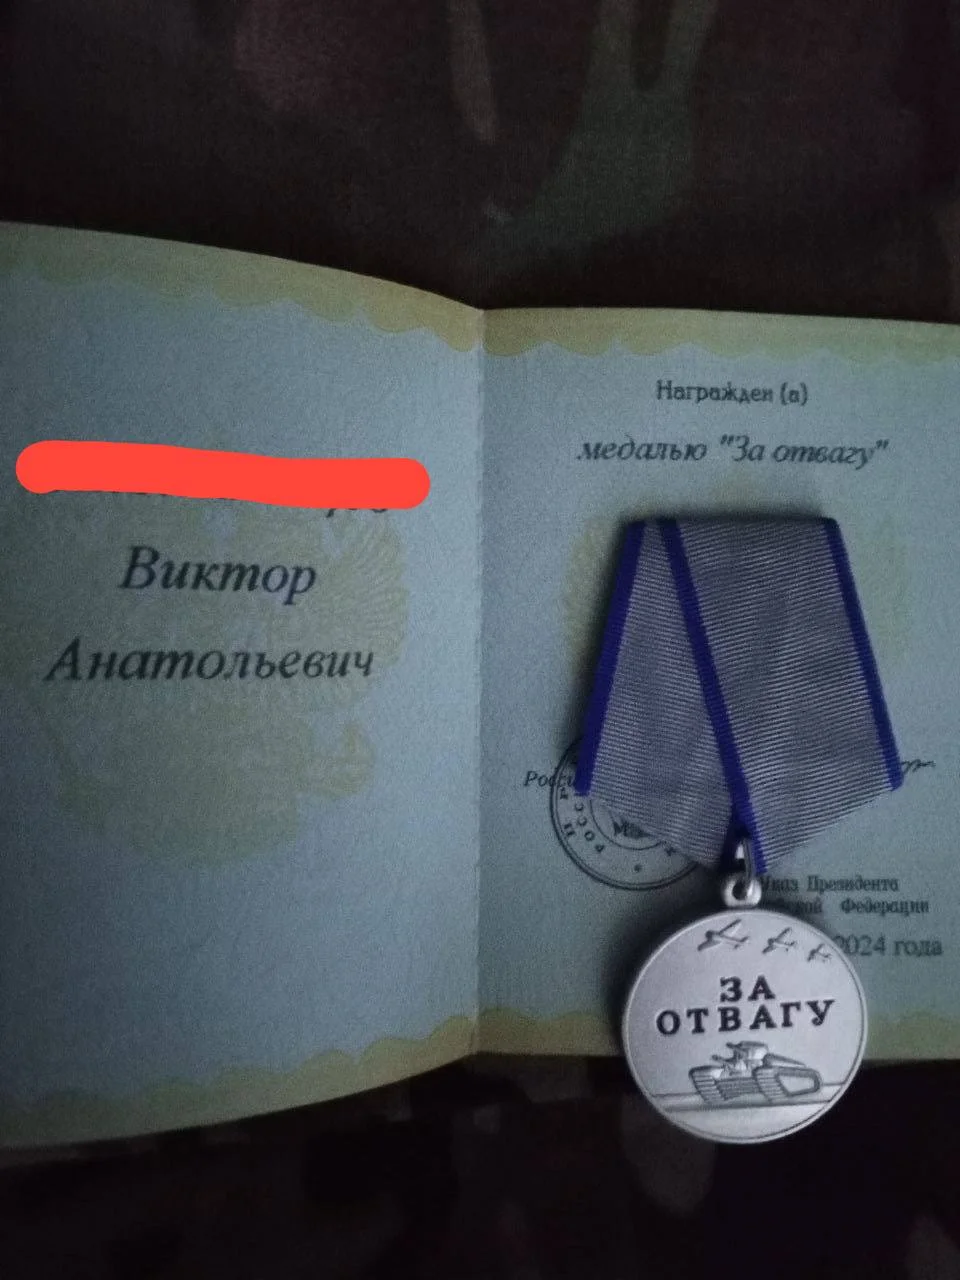 Виктор
Анатольевич
Награжден (а)
медалью "За отвагу"
Указ Президента
Федерации
2024 года
ЗА
ОТВАГУ